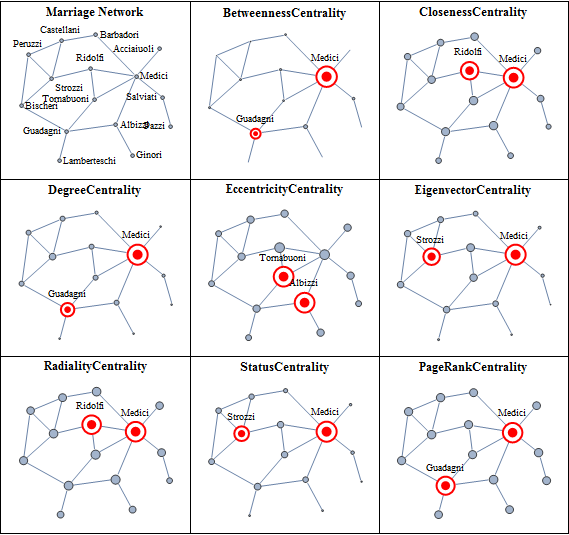 Marriage Network
Castellani
Barbadori
Peruzzi
Acciaiuoli
Ridolfi
Medici
Strozzi
Tornabuoni
Salviati
Bischeri
Guadagni
Albizzi
Pazzi
Lamberteschi
Ginori
BetweennessCentrality
Medici
Guadagni
ClosenessCentrality
Ridolfi
Medici
DegreeCentrality
Medici
Guadagni
EccentricityCentrality
Tornabuoni
Albizzi
EigenvectorCentrality
Strozzi
Medici
RadialityCentrality
Ridolfi
Medici
StatusCentrality
Strozzi
Medici
PageRankCentrality
Medici
Guadagni